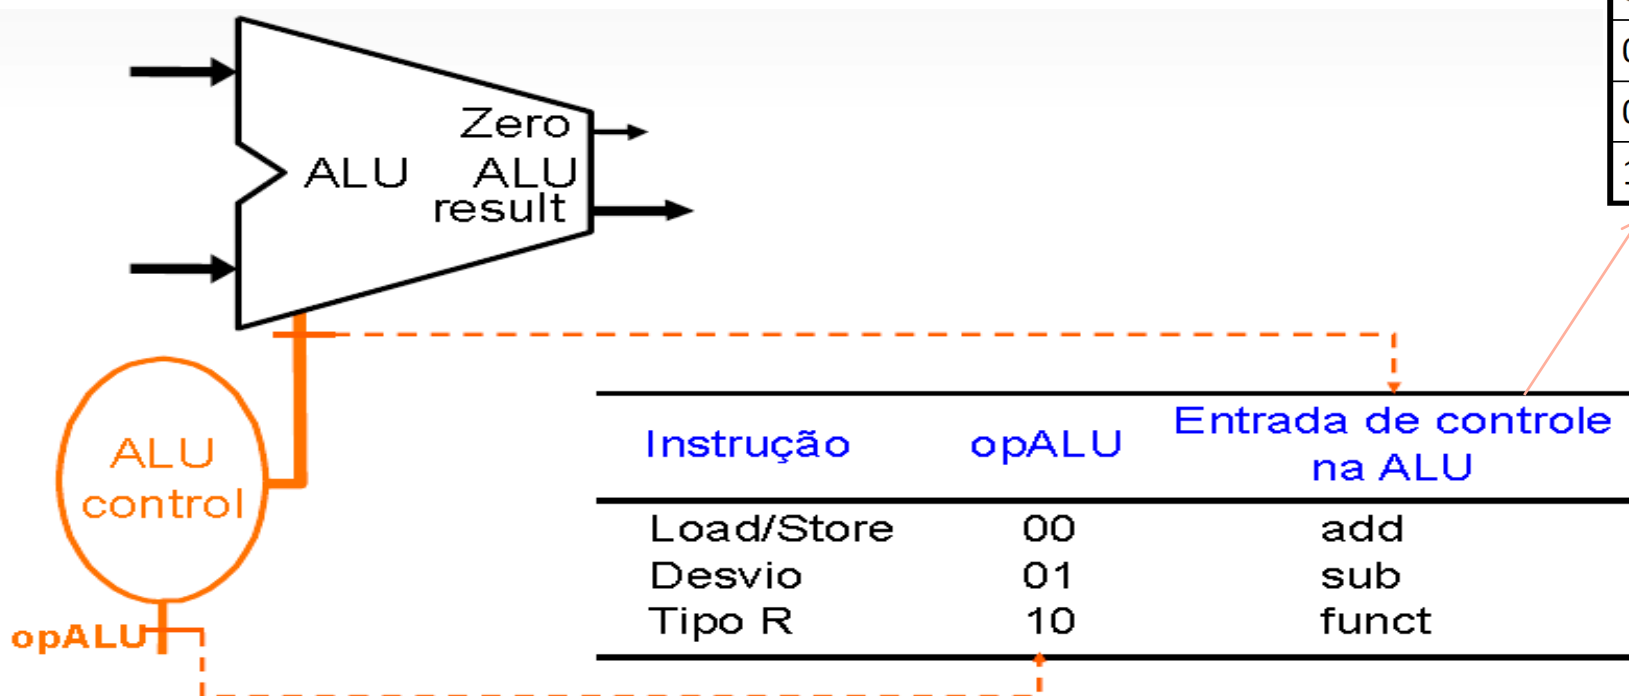 Zero
ALU
ALU
result
ALU
control
opALU
Instrução opALU Entrada de controle
na ALU
Load/Store 00 add
Desvio 01 sub
Tipo R 10 funct